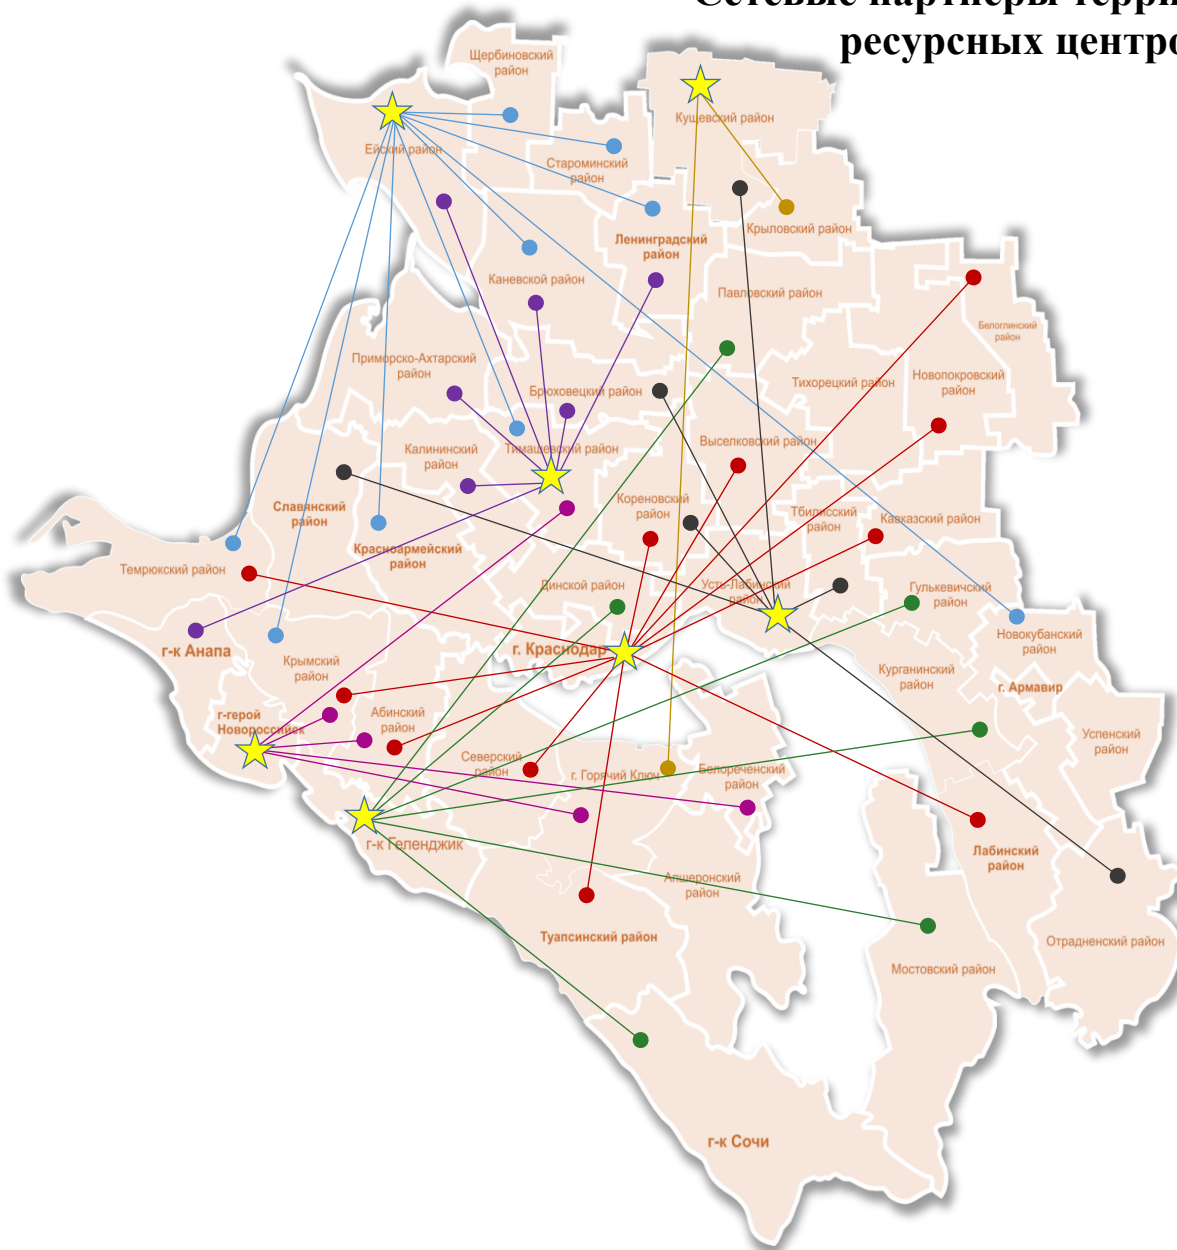 Сетевые партнеры
ресурсных
Щербиновский
район
Ейский район
Кущевский район
Староминский
район
Крыловский район
Ленинградский
район
Каневской район
Павловский район
Белоглинский
район
Приморско-Ахтарский
район
Брюховецкий район
Тихорецкий район
Новопокровский
район
Калининский
район
Тимашевский район
Выселковский район
Славянский
район
Кореновский
район
Тбилисский
район
Кавказский район
Красноармейский
район
Темрюкский район
Динской район
Усть-Лабинский
район
Гулькевичский
район
г-к Анапа
г. Краснодар
Новокубанский
район
Крымский
район
Курганинский
район
г. Армавир
г-герой
Новороссийск
Абинский
район
Успенский
район
Северский
район
г. Горячий Ключ
Белореченский
район
г-к Геленджик
Лабинский
район
Апшеронский
район
Туапсинский район
Отрадненский район
Мостовский район
г-к Сочи